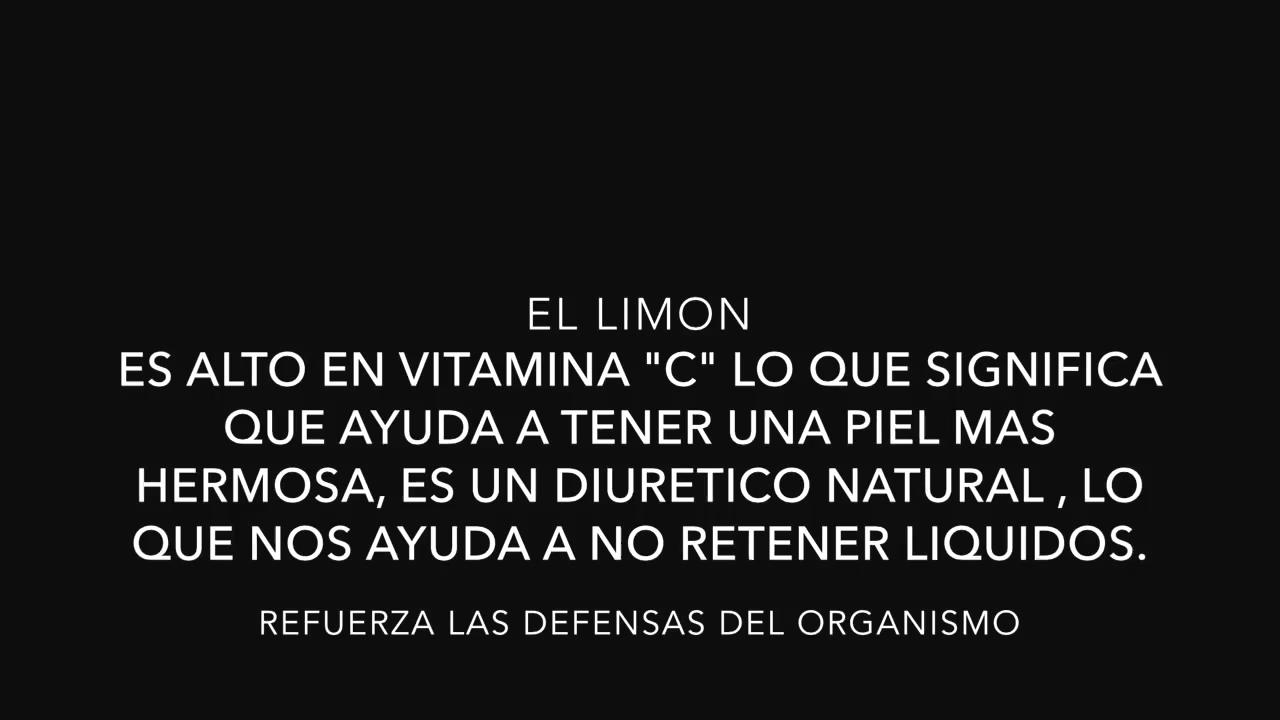 EL LIMON
ES ALTO EN VITAMINA "C" LO QUE SIGNIFICA
QUE AYUDA A TENER UNA PIEL MAS
HERMOSA, ES UN DIURETICO NATURAL , LO
QUE NOS AYUDA A NO RETENER LIQUIDOS.
REFUERZA LAS DEFENSAS DEL ORGANISMO